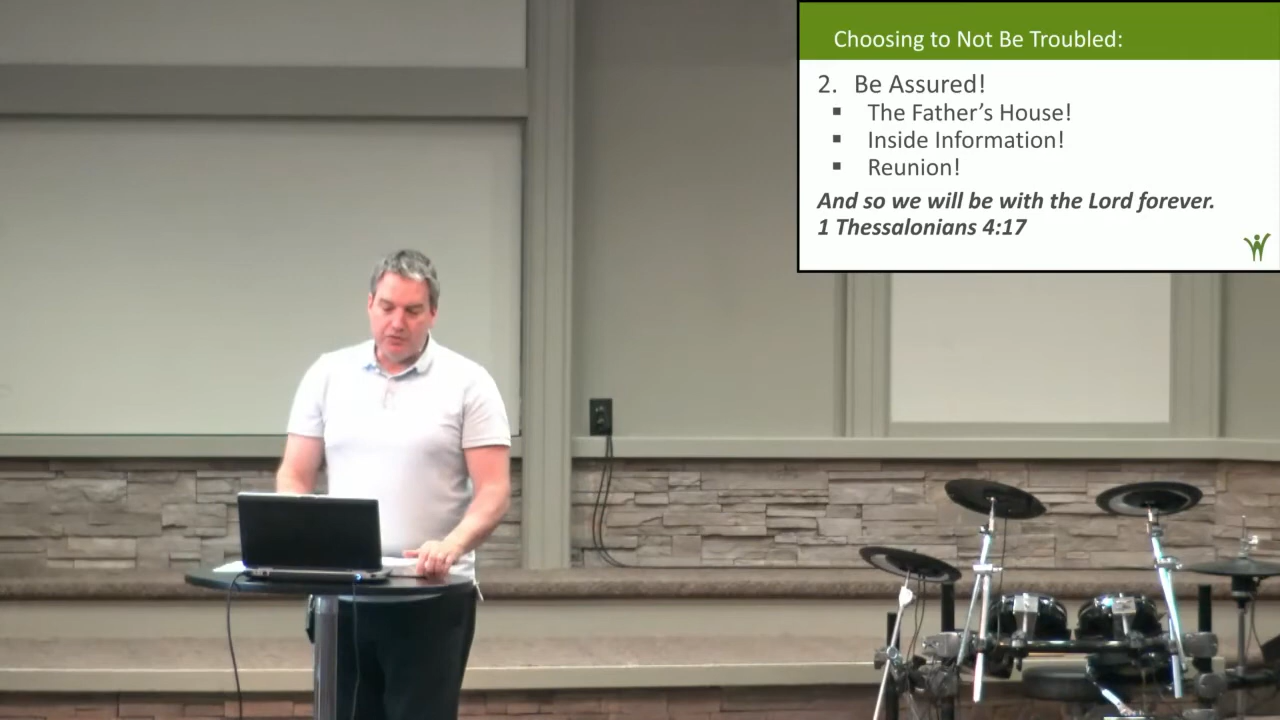 Choosing to Not Be Troubled:
2. Be Assured!
▪ The Father's House!
▪ Inside Information!
▪ Reunion!
And so we will be with the Lord forever.
1 Thessalonians 4:17